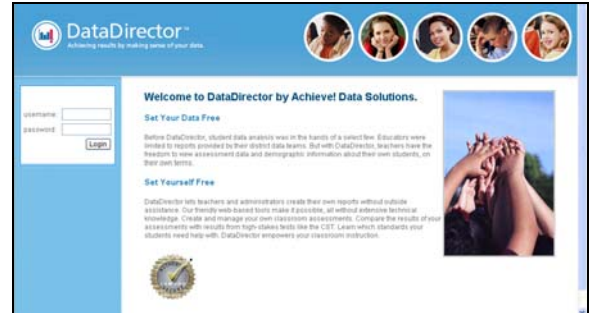 DataDirector™
Achieving results by making sense of your data.
username:
password:
Login
Welcome to DataDirector by Achieve! Data Solutions.
Set Your Data Free
Before DataDirector, student data analysis was in the hands of a select few. Educators were
limited to reports provided by their district data teams. But with DataDirector, teachers have the
freedom to view assessment data and demographic information about their own students, on
their own terms.
Set Yourself Free
DataDirector lets teachers and administrators create their own reports without outside
assistance. Our friendly web-based tools make it possible, all without extensive technical
knowledge. Create and manage your own classroom assessments. Compare the results of your
assessments with results from high-stakes tests like the CST. Learn which standards your
students need help with. DataDirector empowers your classroom instruction.